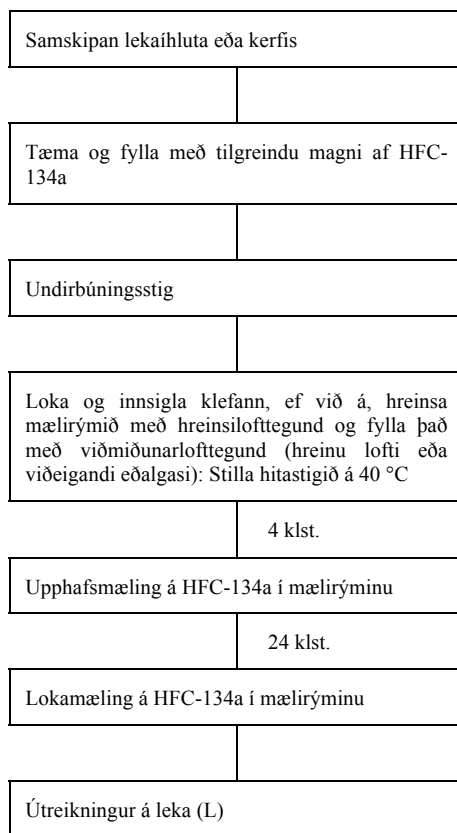 Samskipan lekaíhluta eða kerfis
Tæma og fylla með tilgreindu magni af HFC-
134a
Undirbúningsstig
Loka og innsigla klefann, ef við á, hreinsa
mælirýmið með hreinsilofttegund og fylla það
með viðmiðunarlofttegund (hreinu lofti eða
viðeigandi eðalgasi): Stilla hitastigið á 40 °C
4 klst.
Upphafsmæling á HFC-134a í mælirýminu
24 klst.
Lokamæling á HFC-134a í mælirýminu
Útreikningur á leka (L)